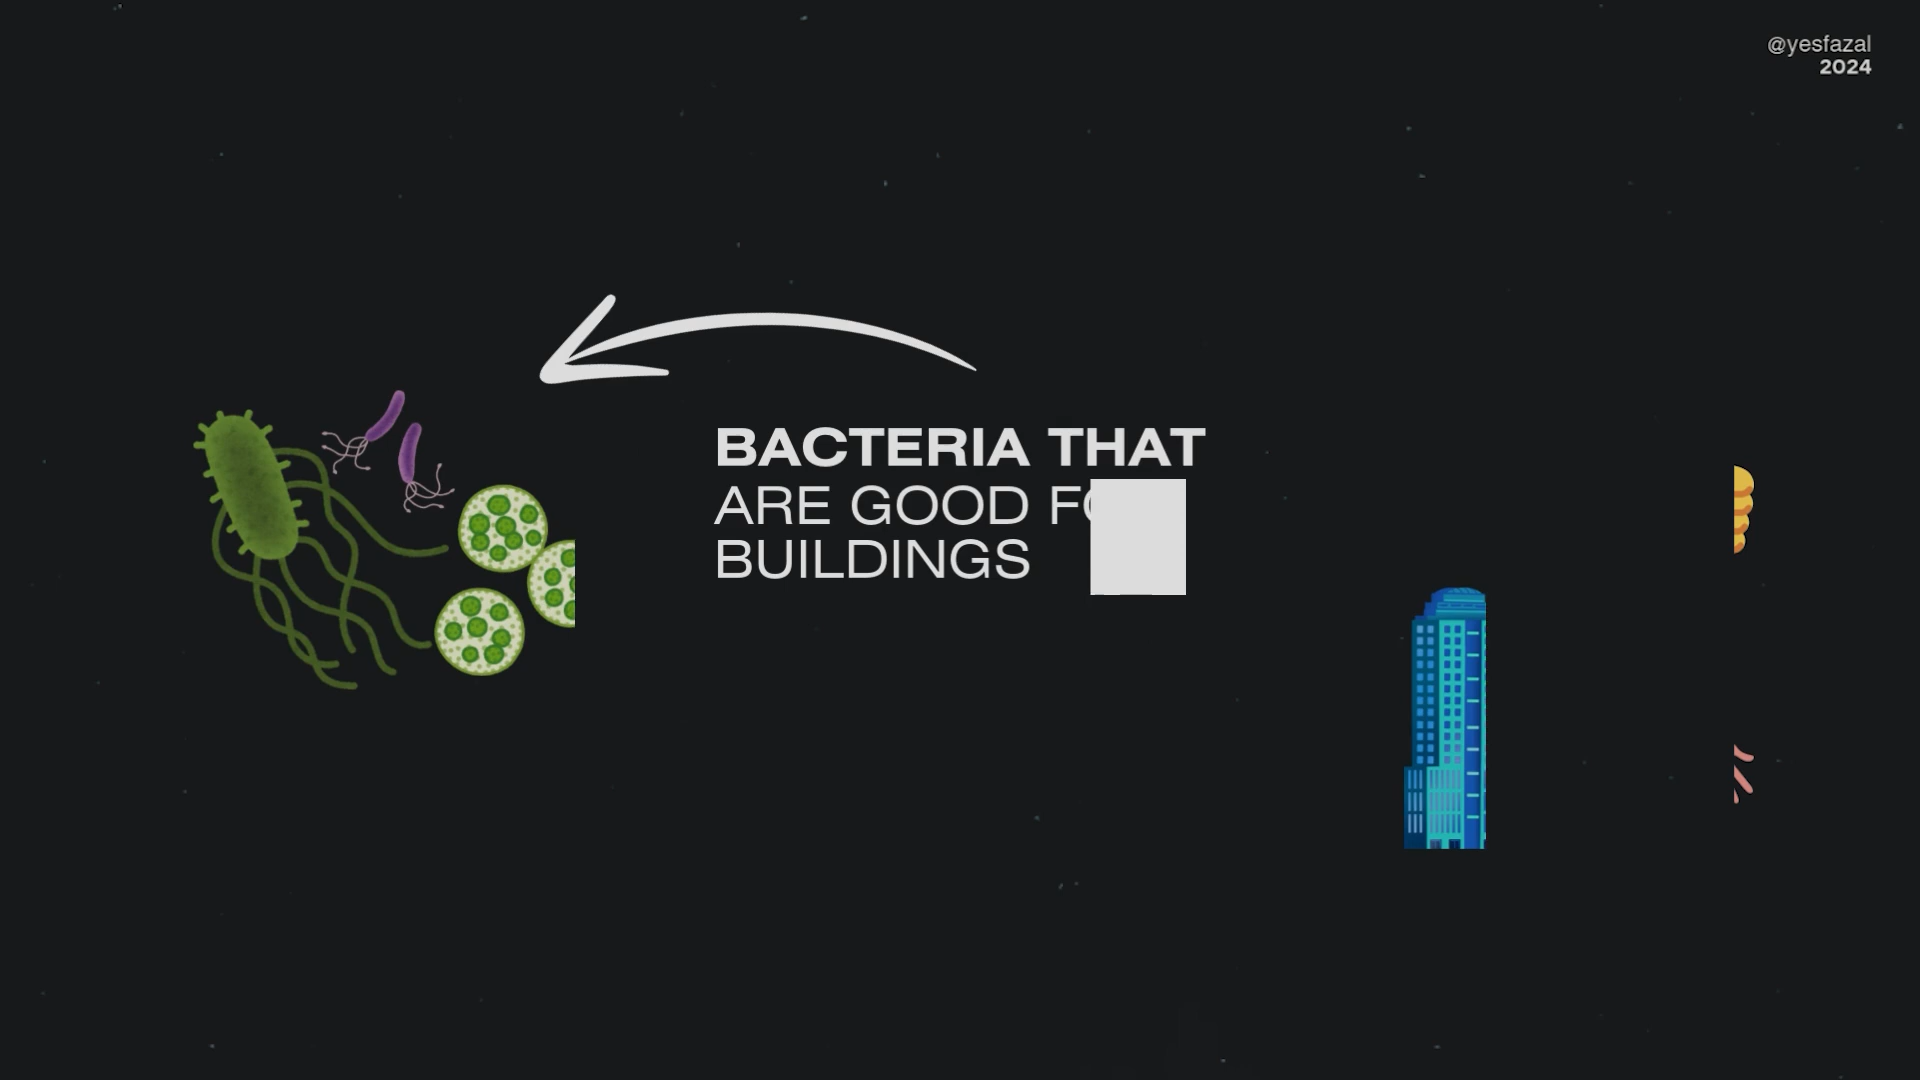 @yesfazal
2024
BACTERIA THAT
ARE GOOD
BUILDINGS